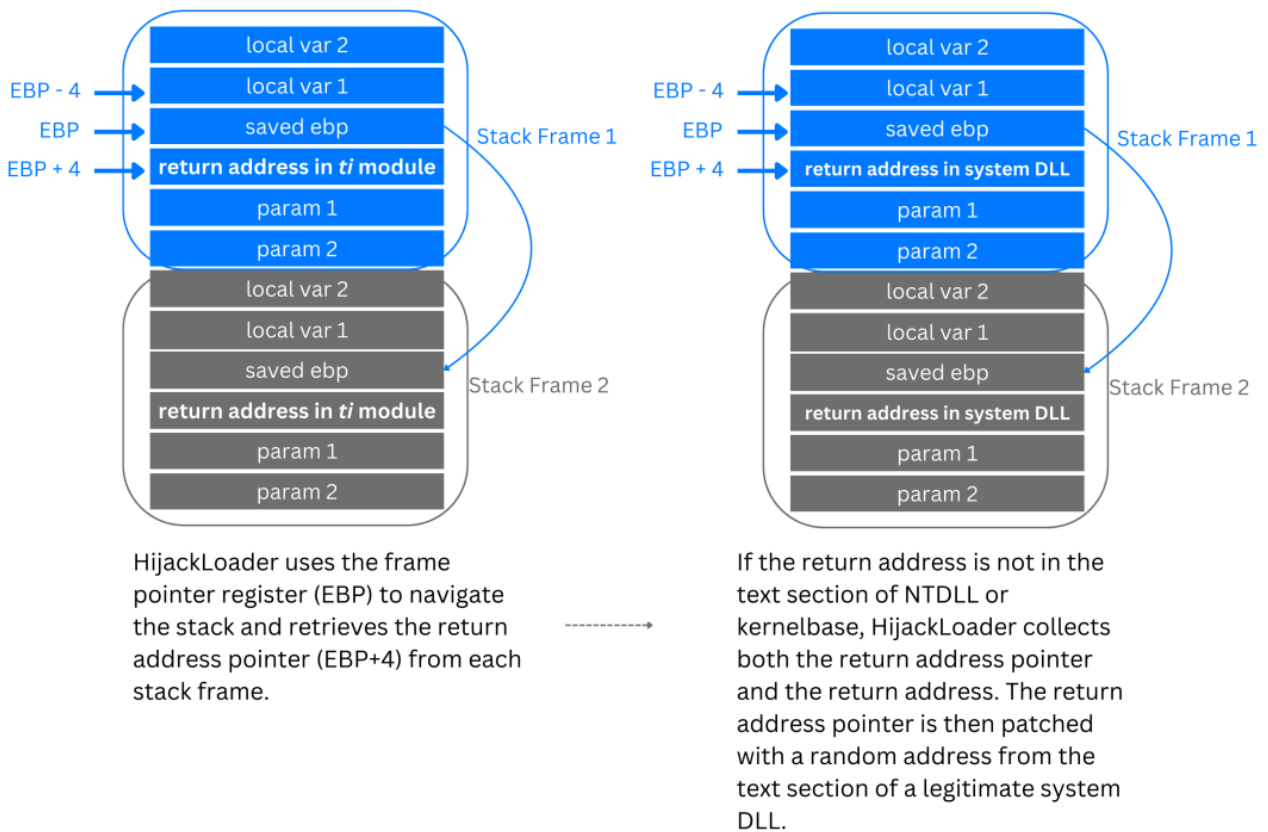 local var 2
local var 1
EBP - 4
saved ebp
EBP
Stack Frame 1
return address in ti module
EBP + 4
param 1
param 2
local var 2
local var 1
saved ebp
Stack Frame 2
return address in ti module
param 1
param 2
HijackLoader uses the frame
pointer register (EBP) to navigate
the stack and retrieves the return
address pointer (EBP+4) from each
stack frame.
local var 2
local var 1
EBP - 4
saved ebp
EBP
Stack Frame 1
return address in system DLL
EBP + 4
param 1
param 2
local var 2
local var 1
saved ebp
Stack Frame 2
return address in system DLL
param 1
param 2
If the return address is not in the
text section of NTDLL or
kernelbase, HijackLoader collects
both the return address pointer
and the return address. The return
address pointer is then patched
with a random address from the
text section of a legitimate system
DLL.